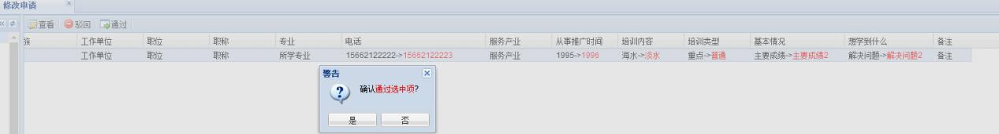 修改申请
查看 驳回 通过
族 工作单位 职位 职称 专业 电话 服务产业 从事推广时间 培训内容 培训类型 基本情况 想学到什么 备注
工作单位 职位 职称 所学专业 15662122222->15662122223 服务产业 1995->1996 海水->淡水 重点->普通 主要成绩->主要成绩2 解决问题->解决问题2 备注
警告
确认通过选中项?
是 否